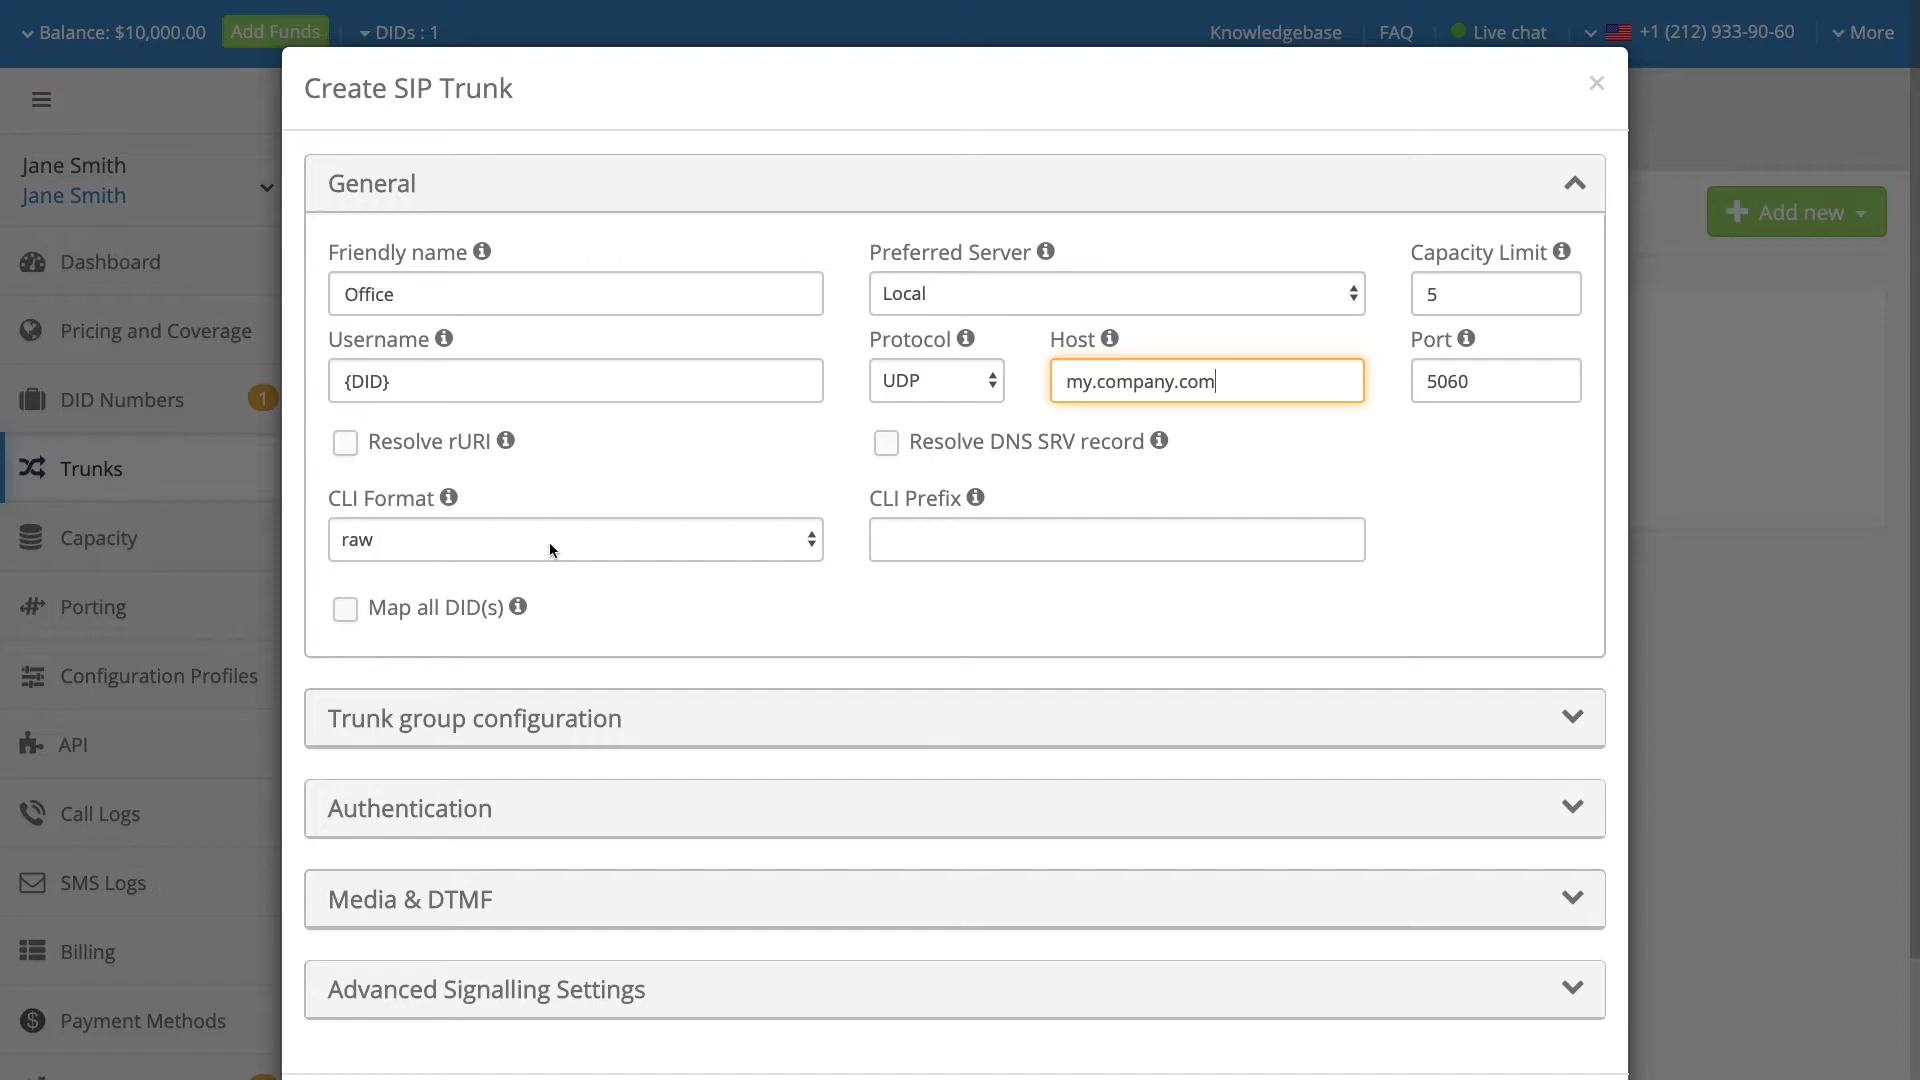 Balance: $10,000.00 Add Funds DIDs : 1 Knowledgebase FAQ Live chat +1 (212) 933-90-60 More
Create SIP Trunk ×
Jane Smith
Jane Smith
Dashboard
Pricing and Coverage
DID Numbers 1
Trunks
Capacity
Porting
Configuration Profiles
API
Call Logs
SMS Logs
Billing
Payment Methods
Add new
General
Friendly name Preferred Server Capacity Limit
Office Local 5
Username Protocol Host Port
{DID} UDP my.company.com 5060
Resolve rURI Resolve DNS SRV record
CLI Format CLI Prefix
raw
Map all DID(s)
Trunk group configuration
Authentication
Media & DTMF
Advanced Signalling Settings